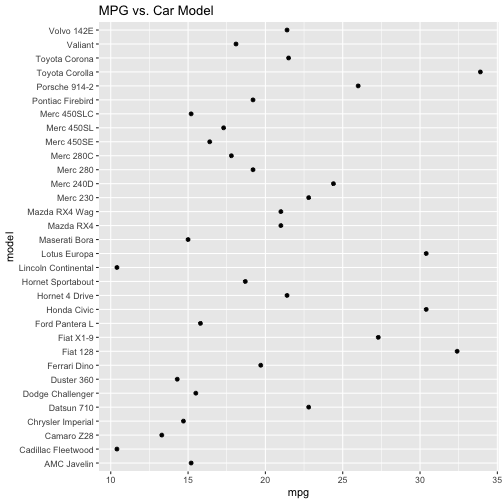 MPG vs. Car Model
Volvo 142E
Valiant
Toyota Corona
Toyota Corolla
Porsche 914-2
Pontiac Firebird
Merc 450SLC
Merc 450SL
Merc 450SE
Merc 280C
Merc 280
Merc 240D
Merc 230
Mazda RX4 Wag
Mazda RX4
Maserati Bora
Lotus Europa
Lincoln Continental
Hornet Sportabout
Hornet 4 Drive
Honda Civic
Ford Pantera L
Fiat X1-9
Fiat 128
Ferrari Dino
Duster 360
Dodge Challenger
Datsun 710
Chrysler Imperial
Camaro Z28
Cadillac Fleetwood
AMC Javelin
model
10 15 20 25 30 35
mpg